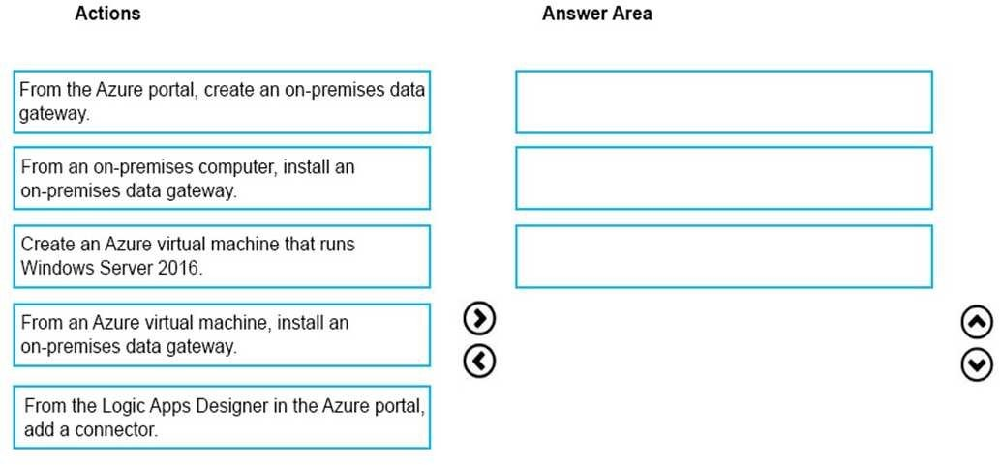 Actions
Answer Area
From the Azure portal, create an on-premises data
gateway.
From an on-premises computer, install an
on-premises data gateway.
Create an Azure virtual machine that runs
Windows Server 2016.
From an Azure virtual machine, install an
on-premises data gateway.
From the Logic Apps Designer in the Azure portal,
add a connector.